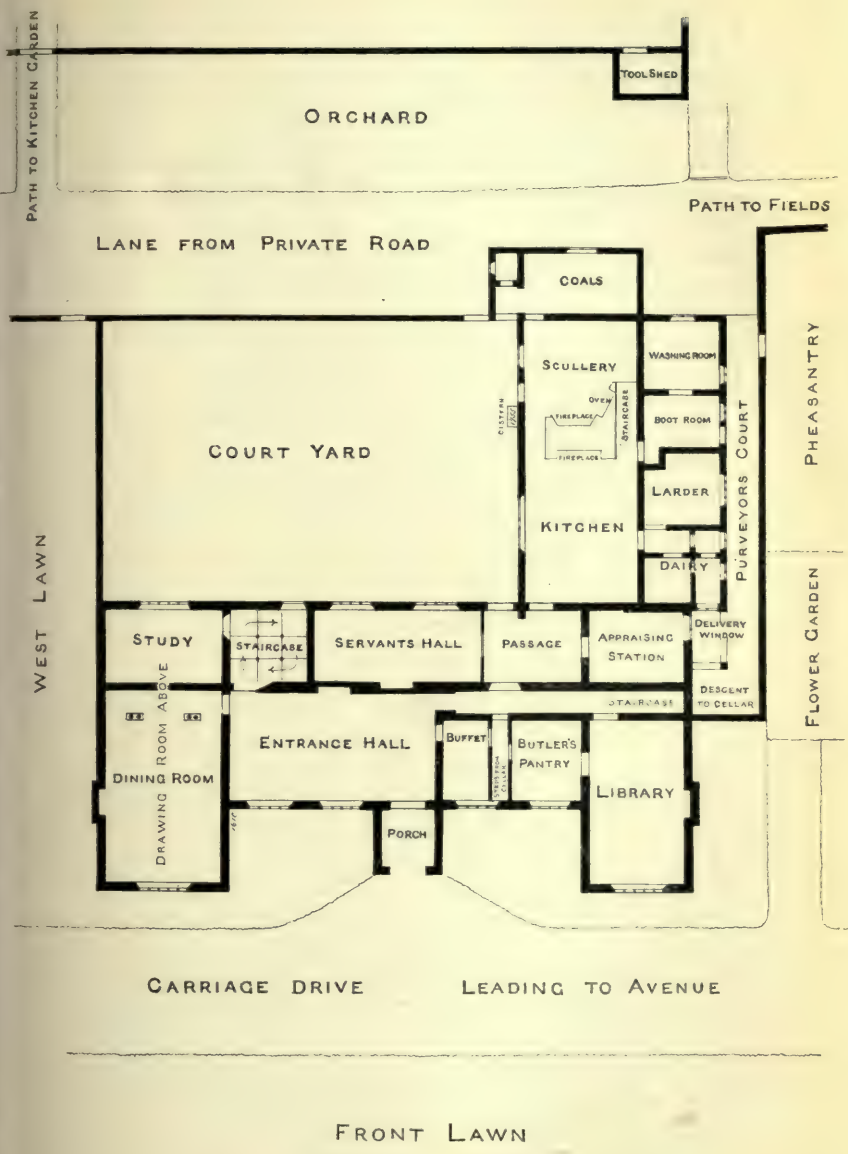 PATH TO KITCHEN GARDEN
TOOL SHED
ORCHARD
PATH TO FIELDS
LANE FROM PRIVATE ROAD
COALS
PHEASANTRY
SCULLERY
WASHING ROOM
OVEN
FIREPLACE
STAIRCASE
BOOT ROOM
CISTERN
COURT YARD
FIREPLACE
LARDER
PURVEYORS COURT
KITCHEN
DAIRY
WEST LAWN
FLOWER GARDEN
STUDY
STAIRCASE
SERVANTS HALL
PASSAGE
APPRAISING
STATION
DELIVERY
WINDOW
DESCENT
TO CELLAR
STAIRCASE
DRAWING ROOM ABOVE
ENTRANCE HALL
BUFFET
STEPS FROM
CELLAR
BUTLER'S
PANTRY
DINING ROOM
LIBRARY
PORCH
CARRIAGE DRIVE LEADING TO AVENUE
FRONT LAWN